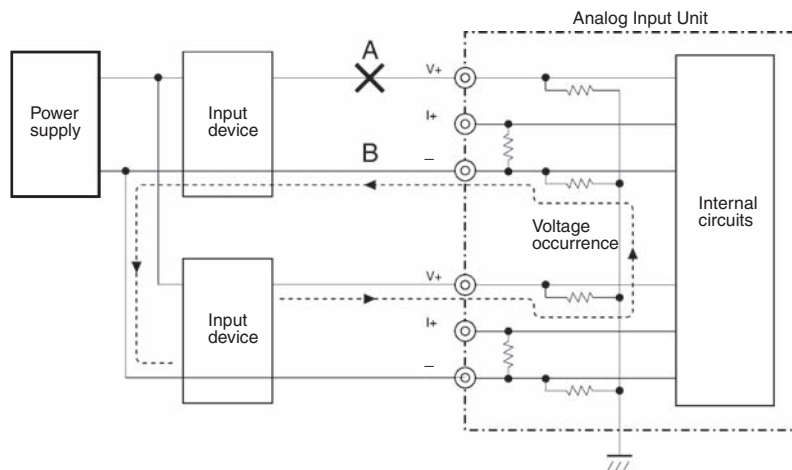 Analog Input Unit
A
V+
Power
supply
Input
device
I+
B
−
Internal
circuits
Voltage
occurrence
V+
Input
device
I+
−